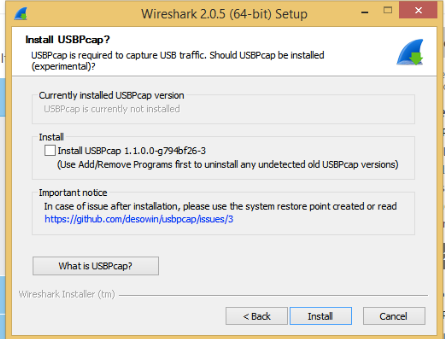 Wireshark 2.0.5 (64-bit) Setup
Install USBPcap?
USBPcap is required to capture USB traffic. Should USBPcap be installed
(experimental)?
Currently installed USBPcap version
USBPcap is currently not installed
Install
Install USBPcap 1.1.0.0-g794bf26-3
(Use Add/Remove Programs first to uninstall any undetected old USBPcap versions)
Important notice
In case of issue after installation, please use the system restore point created or read
https://github.com/desowin/usbpcap/issues/3
What is USBPcap?
Wireshark Installer (tm)
< Back Install Cancel